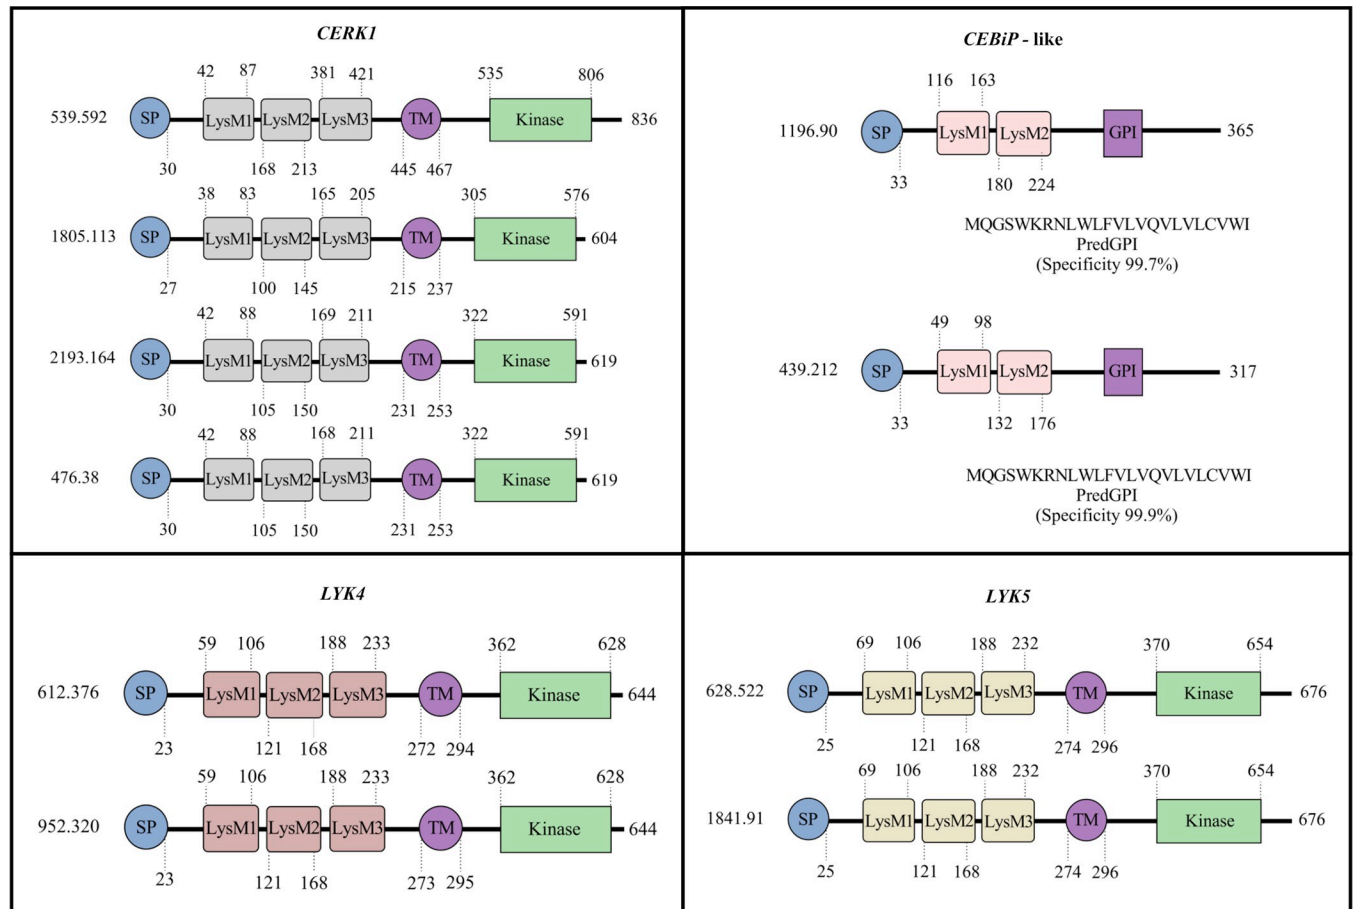 CERK1
42 87 381 421 535 806
539.592 SP LysM1 LysM2 LysM3 TM Kinase 836
30 168 213 445 467
38 83 165 205 305 576
1805.113 SP LysM1 LysM2 LysM3 TM Kinase 604
27 100 145 215 237
42 88 169 211 322 591
2193.164 SP LysM1 LysM2 LysM3 TM Kinase 619
30 105 150 231 253
42 88 168 211 322 591
476.38 SP LysM1 LysM2 LysM3 TM Kinase 619
30 105 150 231 253
CEBiP - like
116 163
1196.90 SP LysM1 LysM2 GPI 365
33 180 224
MQGSWKRNLWLFVLVQVLVLCVWI
PredGPI
(Specificity 99.7%)
49 98
439.212 SP LysM1 LysM2 GPI 317
33 132 176
MQGSWKRNLWLFVLVQVLVLCVWI
PredGPI
(Specificity 99.9%)
LYK4
59 106 188 233 362 628
612.376 SP LysM1 LysM2 LysM3 TM Kinase 644
23 121 168 272 294
59 106 188 233 362 628
952.320 SP LysM1 LysM2 LysM3 TM Kinase 644
23 121 168 273 295
LYK5
69 106 188 232 370 654
628.522 SP LysM1 LysM2 LysM3 TM Kinase 676
25 121 168 274 296
69 106 188 232 370 654
1841.91 SP LysM1 LysM2 LysM3 TM Kinase 676
25 121 168 274 296